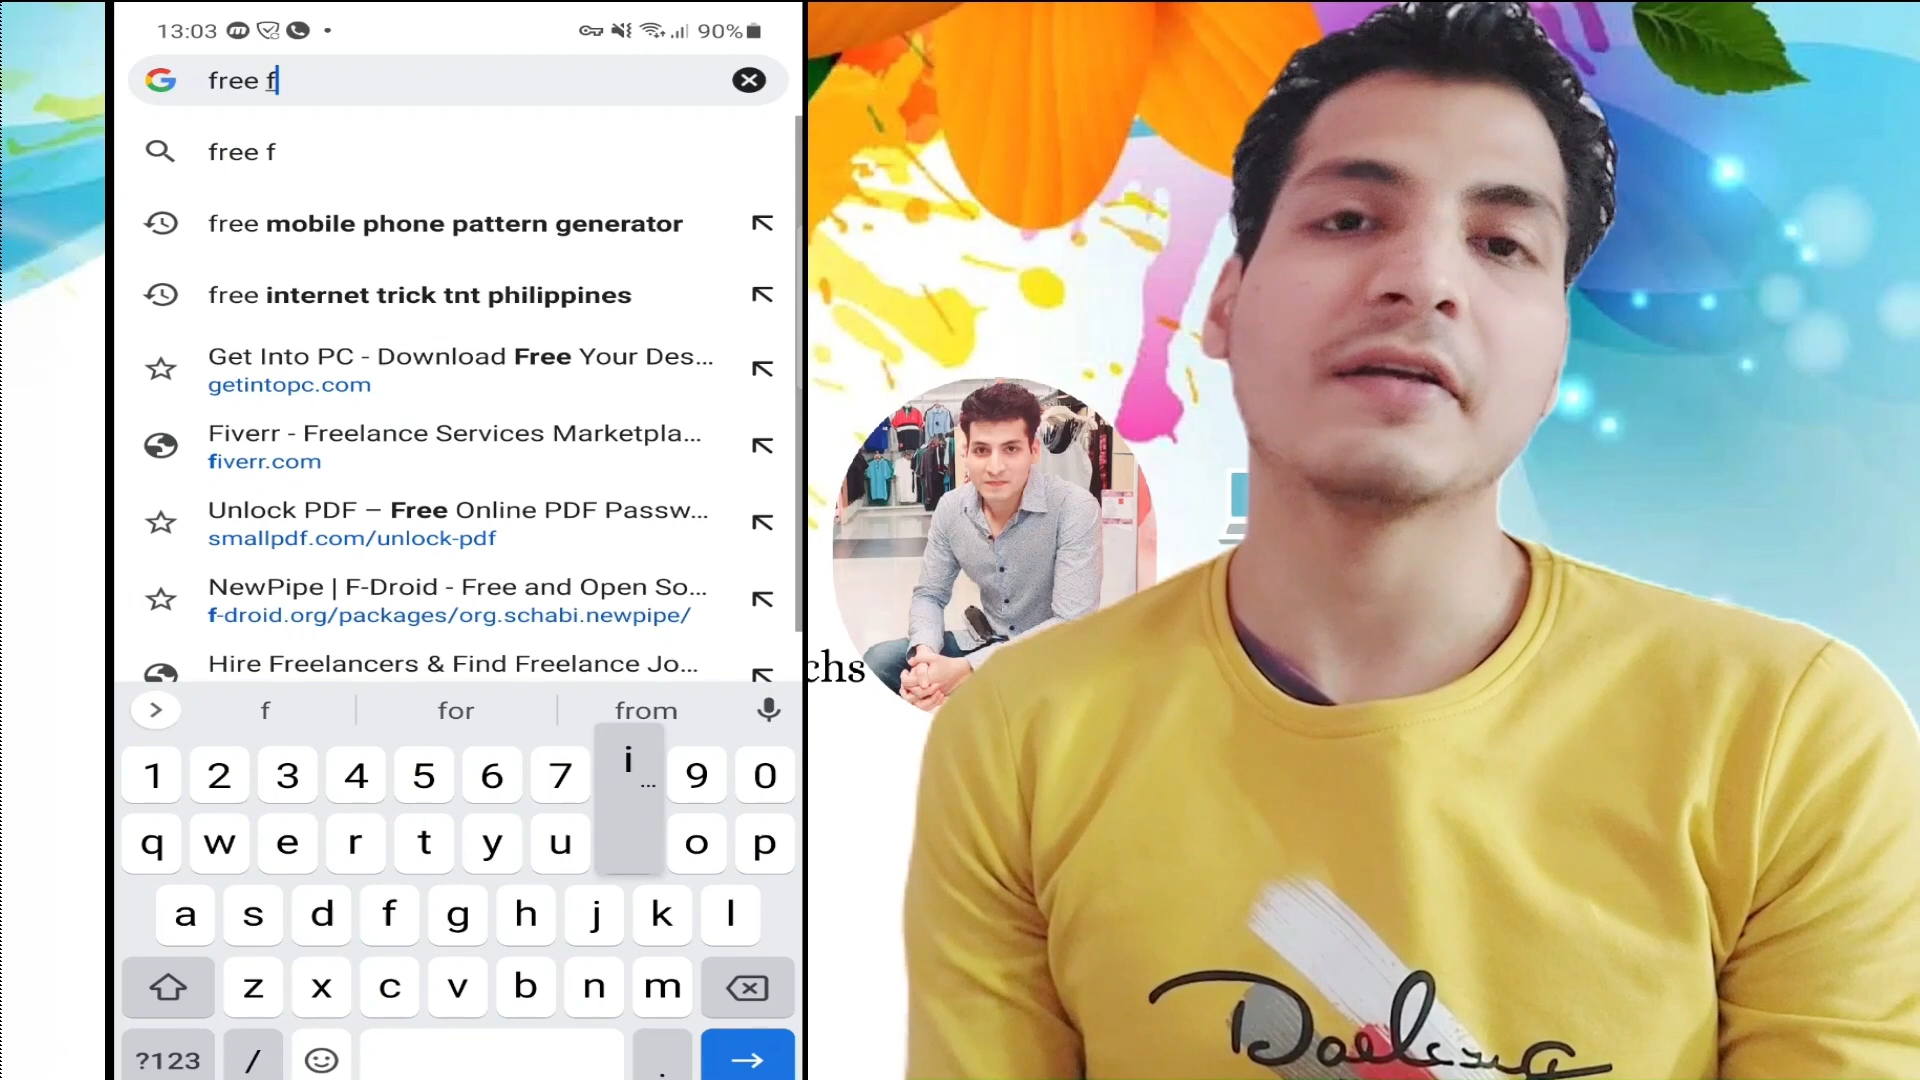 13:03
90%
free f
free f
free mobile phone pattern generator
free internet trick tnt philippines
Get Into PC - Download Free Your Des...
getintopc.com
Fiverr - Freelance Services Marketpla...
fiverr.com
Unlock PDF – Free Online PDF Passw...
smallpdf.com/unlock-pdf
NewPipe | F-Droid - Free and Open So...
f-droid.org/packages/org.schabi.newpipe/
Hire Freelancers & Find Freelance Jo...
f for from
i ...
1 2 3 4 5 6 7 9 0
q w e r t y u o p
a s d f g h j k l
z x c v b n m
?123 / .
chs